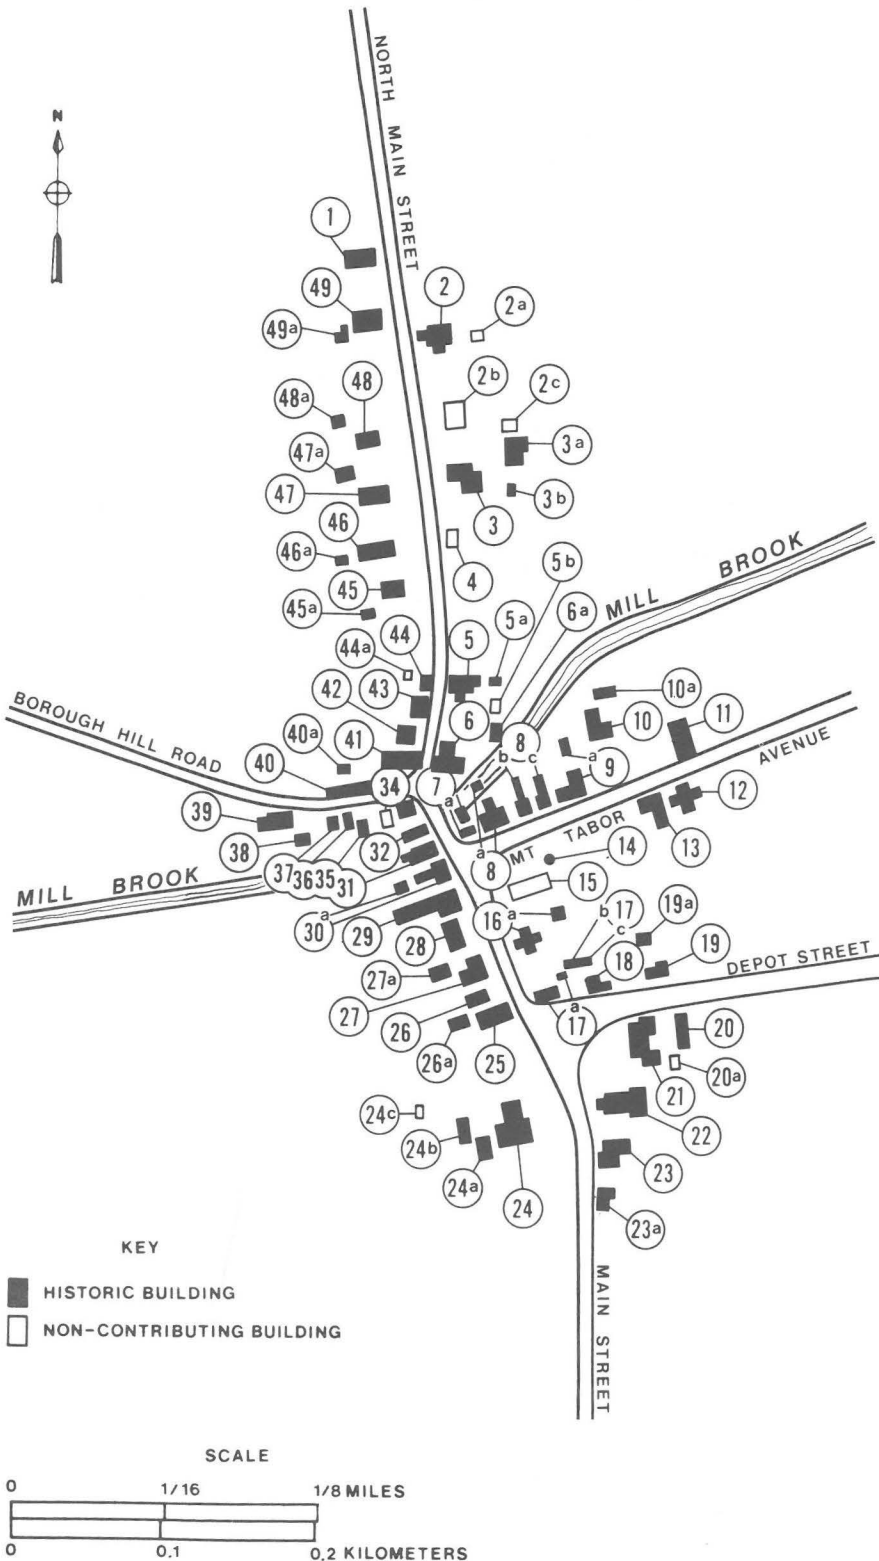 NORTH MAIN STREET
N
1
49
2
2a
49a
2b
2c
48
48a
3a
47a
47
3b
3
46
46a
4
5b
MILL BROOK
45
6a
45a
5a
44
5
44a
10a
BOROUGH HILL ROAD
42
43
6
10
11
40a
41
8
b
c
a
9
AVENUE
40
34
7
12
39
a
TABOR
32
13
38
a
MT
14
37
36
35
31
8
15
MILL BROOK
a
16
a
b
17
19a
30
29
c
28
18
19
DEPOT STREET
27a
a
27
17
26
20
26a
25
21
20a
24c
22
24b
23
24a
24
23a
KEY
HISTORIC BUILDING
NON-CONTRIBUTING BUILDING
MAIN STREET
SCALE
0 1/16 1/8 MILES
0 0.1 0.2 KILOMETERS